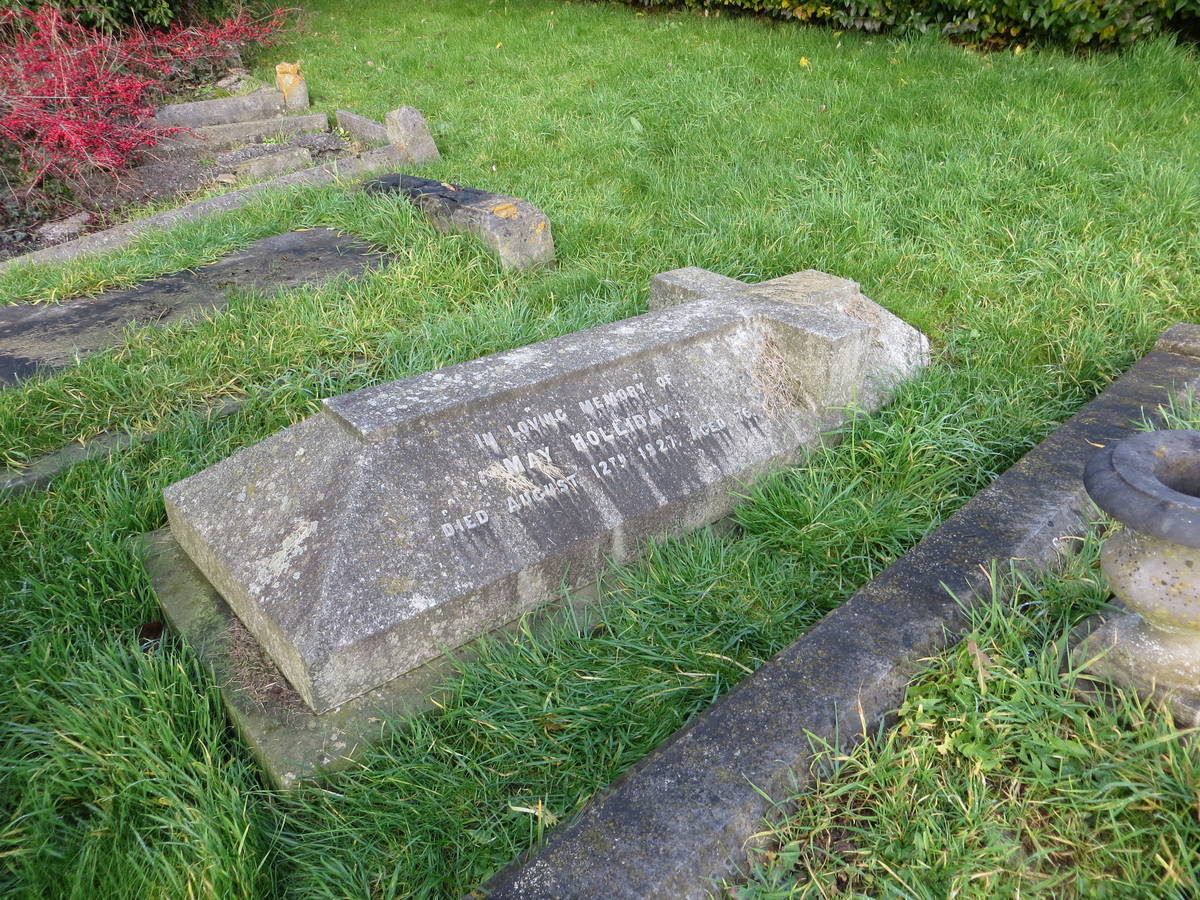 IN LOVING MEMORY OF
MAY HOLLIDAY.
DIED AUGUST 12TH 1927. AGED 76.